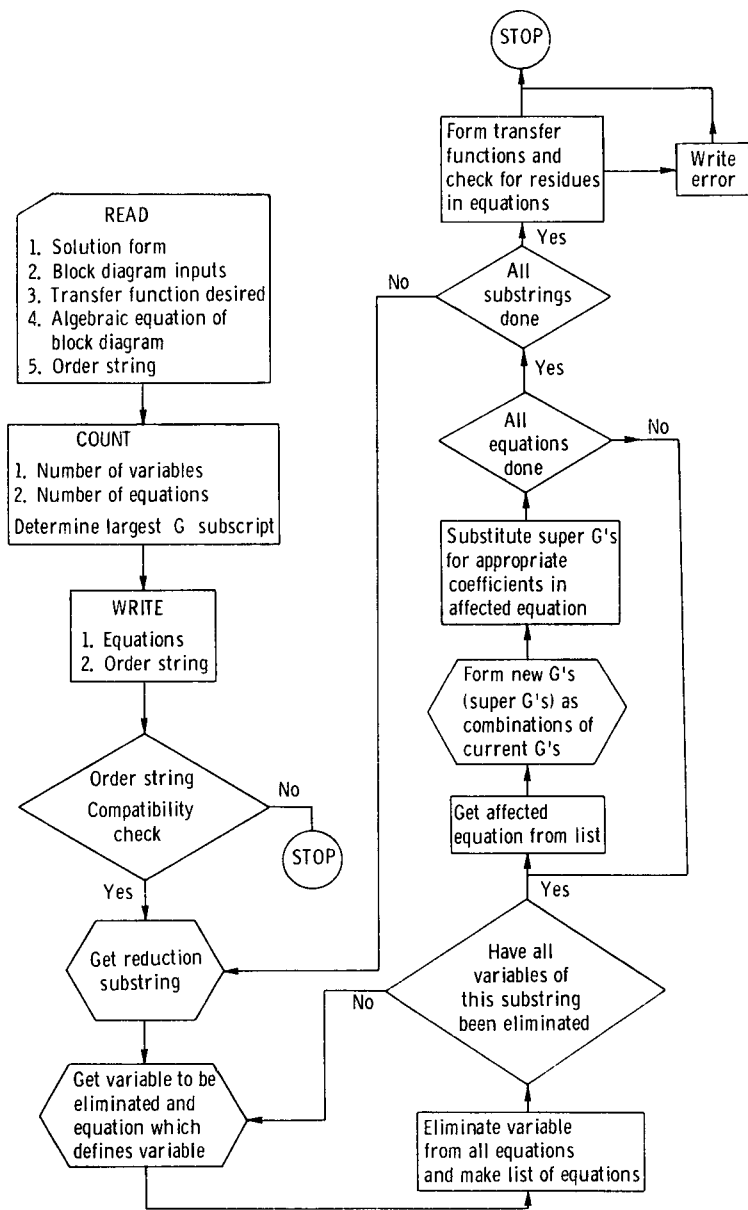 READ
1. Solution form
2. Block diagram inputs
3. Transfer function desired
4. Algebraic equation of
block diagram
5. Order string
COUNT
1. Number of variables
2. Number of equations
Determine largest G subscript
WRITE
1. Equations
2. Order string
Order string
Compatibility
check
No
STOP
Yes
Get reduction
substring
Get variable to be
eliminated and
equation which
defines variable
Eliminate variable
from all equations
and make list of equations
Have all
variables of
this substring
been eliminated
No
Yes
Get affected
equation from list
Form new G's
(super G's) as
combinations of
current G's
Substitute super G's
for appropriate
coefficients in
affected equation
All
equations
done
No
Yes
All
substrings
done
No
Yes
Form transfer
functions and
check for residues
in equations
Write
error
STOP